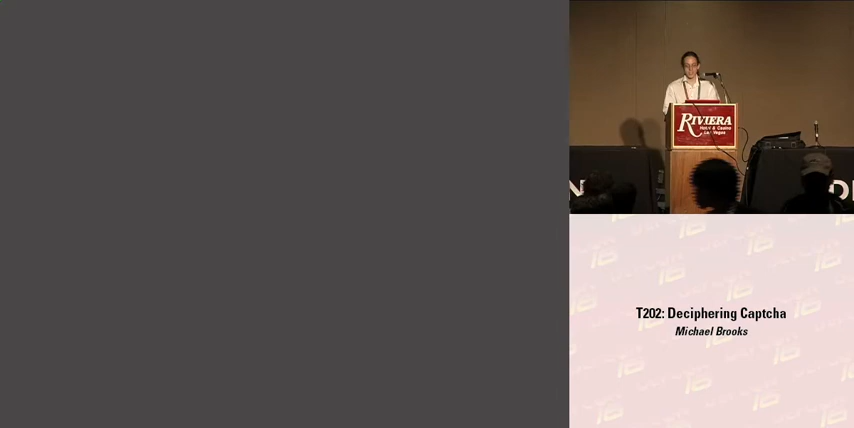 RIVIERA
Hotel & Casino
Las Vegas
N
D
T202: Deciphering Captcha
Michael Brooks